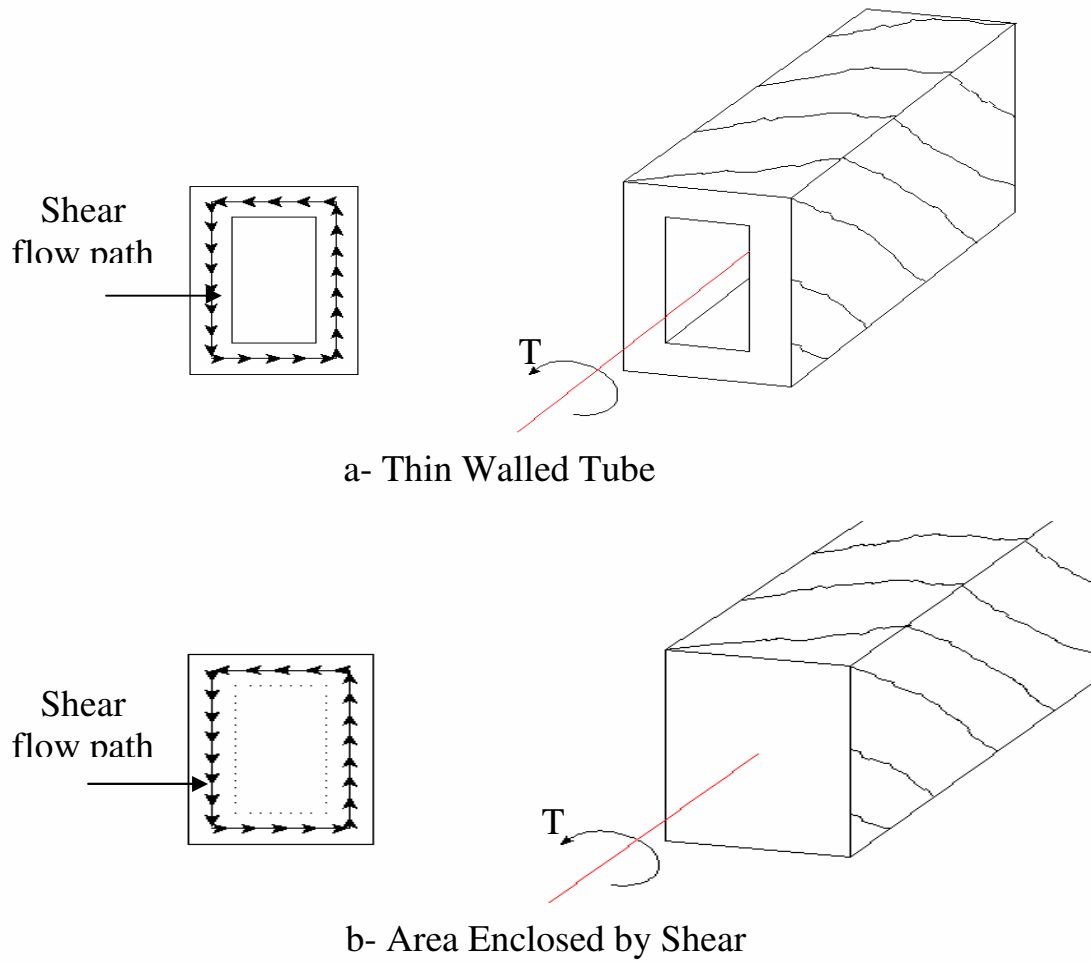 Shear
flow path
T
a- Thin Walled Tube
Shear
flow path
T
b- Area Enclosed by Shear